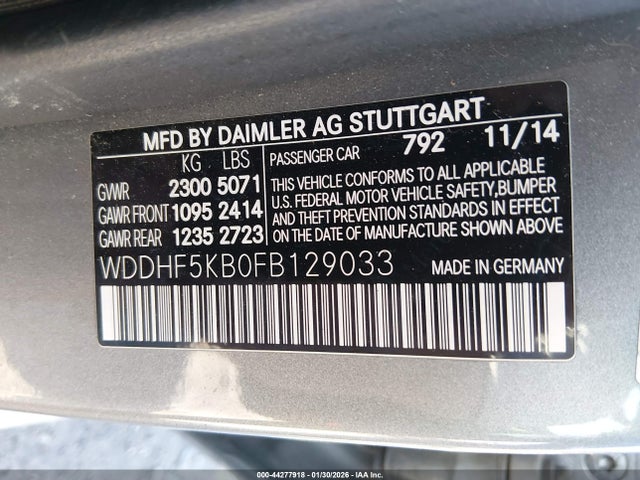 MFD BY DAIMLER AG STUTTGART
KG LBS
GVWR 2300 5071
GAWR FRONT 1095 2414
GAWR REAR 1235 2723
PASSENGER CAR 792 11/14
THIS VEHICLE CONFORMS TO ALL APPLICABLE
U.S. FEDERAL MOTOR VEHICLE SAFETY,BUMPER
AND THEFT PREVENTION STANDARDS IN EFFECT
ON THE DATE OF MANUFACTURE SHOWN ABOVE
WDDHF5KB0FB129033
MADE IN GERMANY
000-44277918 | 01/30/2026 | IAA Inc.